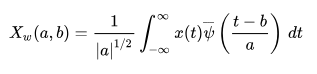 $X_w(a,b) = \frac{1}{|a|^{1/2}} \int_{-\infty}^{\infty} x(t)\overline{\psi}\left(\frac{t-b}{a}\right) dt$